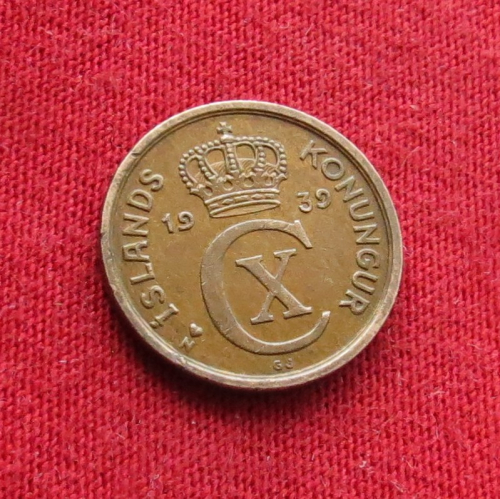 ÍSLANDS KONUNGUR
19 39
CX
N GJ